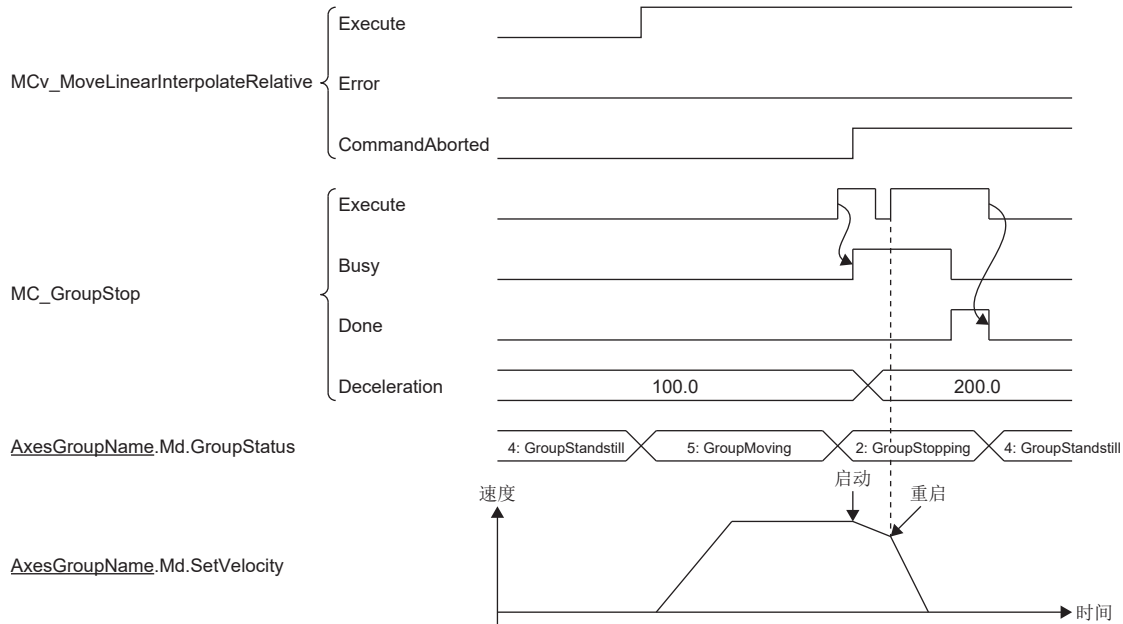 Execute
MCv_MoveLinearInterpolateRelative
Error
CommandAborted
Execute
Busy
MC_GroupStop
Done
Deceleration
100.0
200.0
AxesGroupName.Md.GroupStatus
4: GroupStandstill
5: GroupMoving
2: GroupStopping
4: GroupStandstill
启动
速度
重启
AxesGroupName.Md.SetVelocity
时间